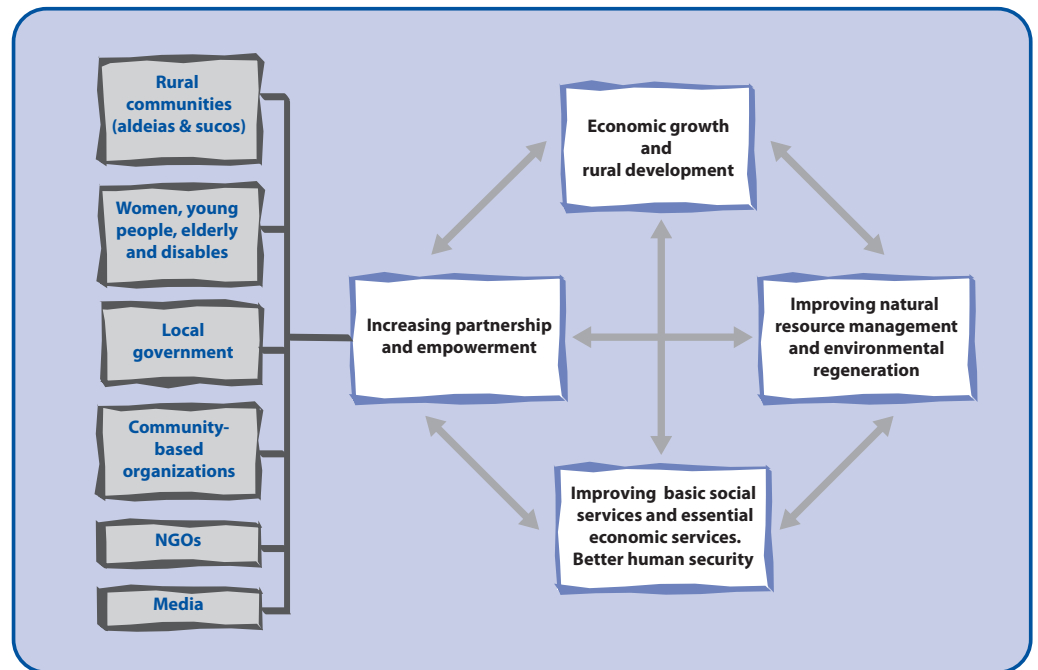 Rural
communities
(aldeias & sucos)
Women, young
people, elderly
and disables
Local
government
Community-
based
organizations
NGOs
Media
Economic growth
and
rural development
Increasing partnership
and empowerment
Improving natural
resource management
and environmental
regeneration
Improving basic social
services and essential
economic services.
Better human security